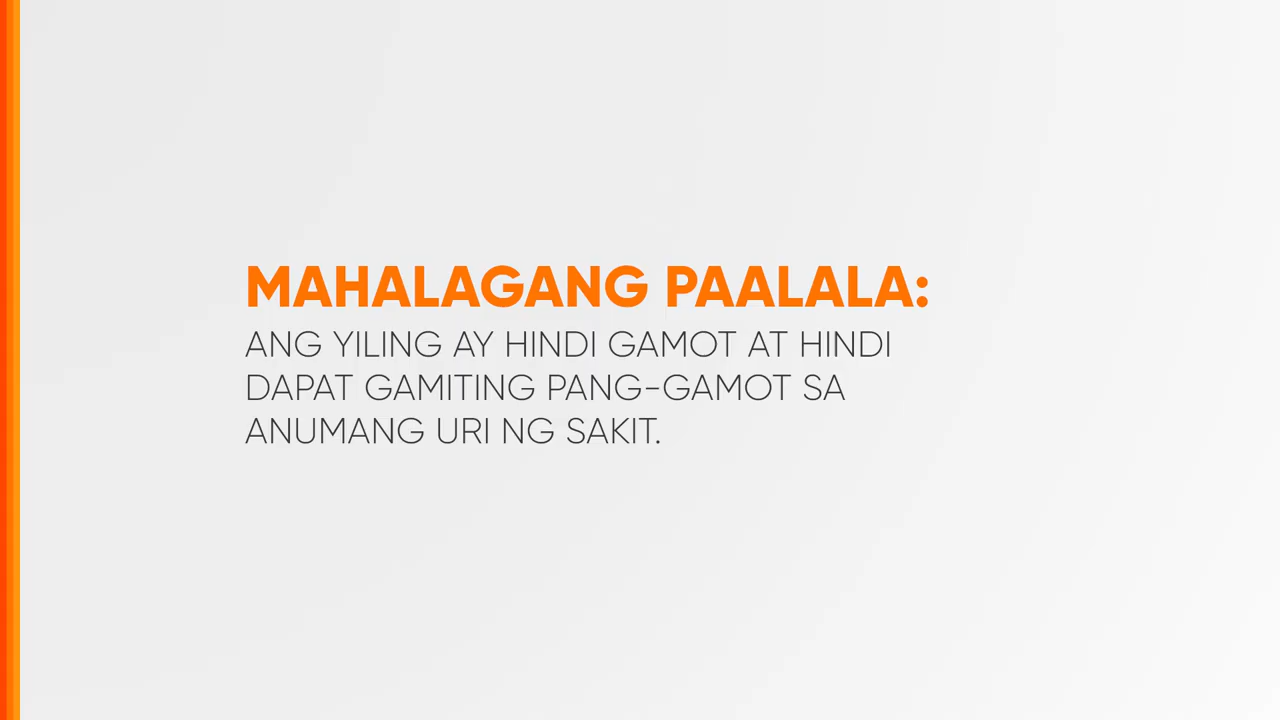 MAHALAGANG PAALALA:
ANG YILING AY HINDI GAMOT AT HINDI
DAPAT GAMITING PANG-GAMOT SA
ANUMANG URI NG SAKIT.